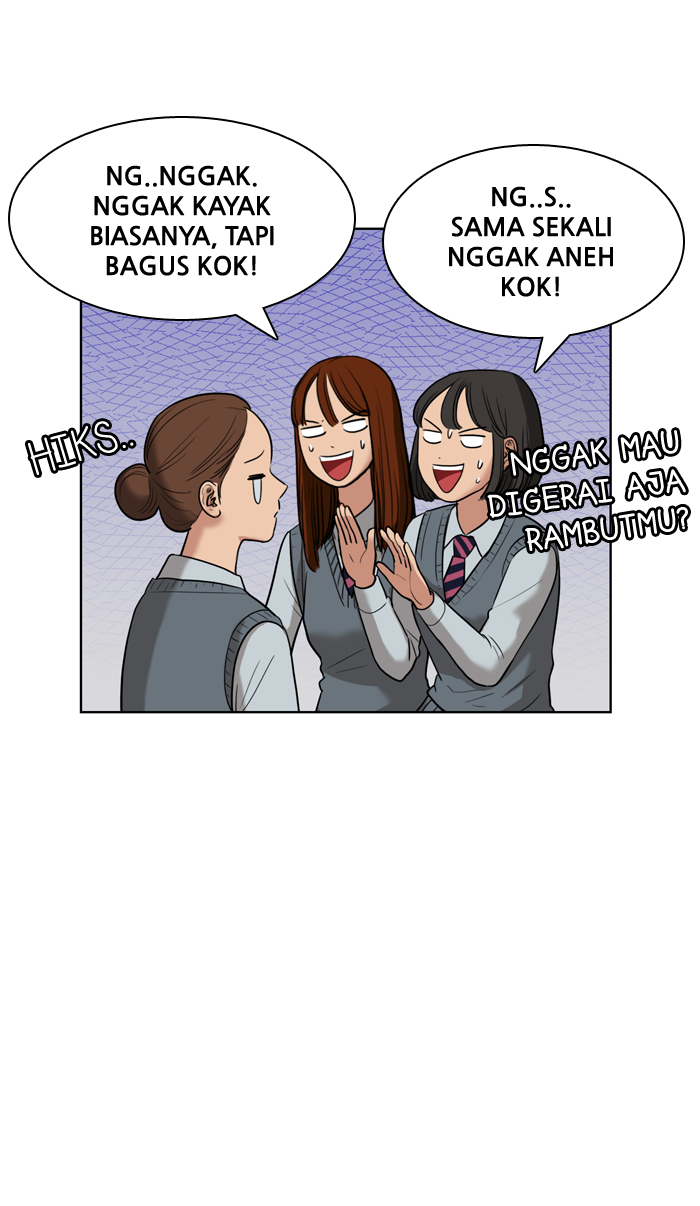 NG..NGGAK.
NGGAK KAYAK
BIASANYA, TAPI
BAGUS KOK!
NG..S..
SAMA SEKALI
NGGAK ANEH
KOK!
HIKS..
NGGAK MAU
DIGERAI AJA
RAMBUTMU?